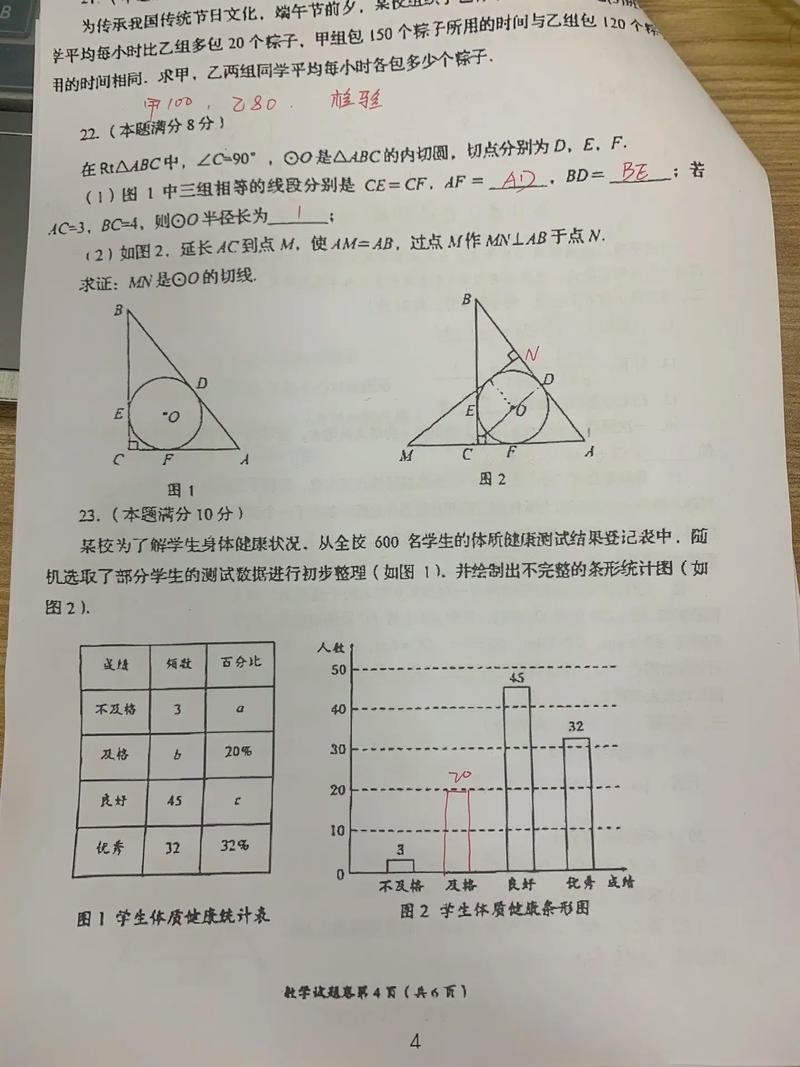 为传承我国传统节日文化，端午节前夕，某校组织了
学平均每小时比乙组多包 20 个粽子，甲组包 150 个粽子所用的时间与乙组包 120 个粽
用的时间相同．求甲，乙两组同学平均每小时各包多少个粽子．
甲100，乙80． 检验
22.（本题满分 8 分）
在 Rt△ABC 中，∠C=90°，⊙O 是△ABC 的内切圆，切点分别为 D，E，F．
（1）图 1 中三组相等的线段分别是 CE＝CF，AF＝ AD ，BD＝ BE ；若
AC=3，BC=4，则⊙O 半径长为 1 ；
（2）如图 2，延长 AC 到点 M，使 AM＝AB，过点 M 作 MN⊥AB 于点 N．
求证：MN 是⊙O 的切线．
B
D
E
O
C F A
图 1
B
N
D
E
O
M C F A
图 2
23.（本题满分 10 分）
某校为了解学生身体健康状况，从全校 600 名学生的体质健康测试结果登记表中，随
机选取了部分学生的测试数据进行初步整理（如图 1），并绘制出不完整的条形统计图（如
图 2）．
成绩 频数 百分比
不及格 3 a
及格 b 20%
良好 45 c
优秀 32 32%
图 1 学生体质健康统计表
人数
50
45
40
32
30
20
20
10
3
0
不及格 及格 良好 优秀 成绩
图 2 学生体质健康条形图
数学试题卷第 4 页（共 6 页）
4